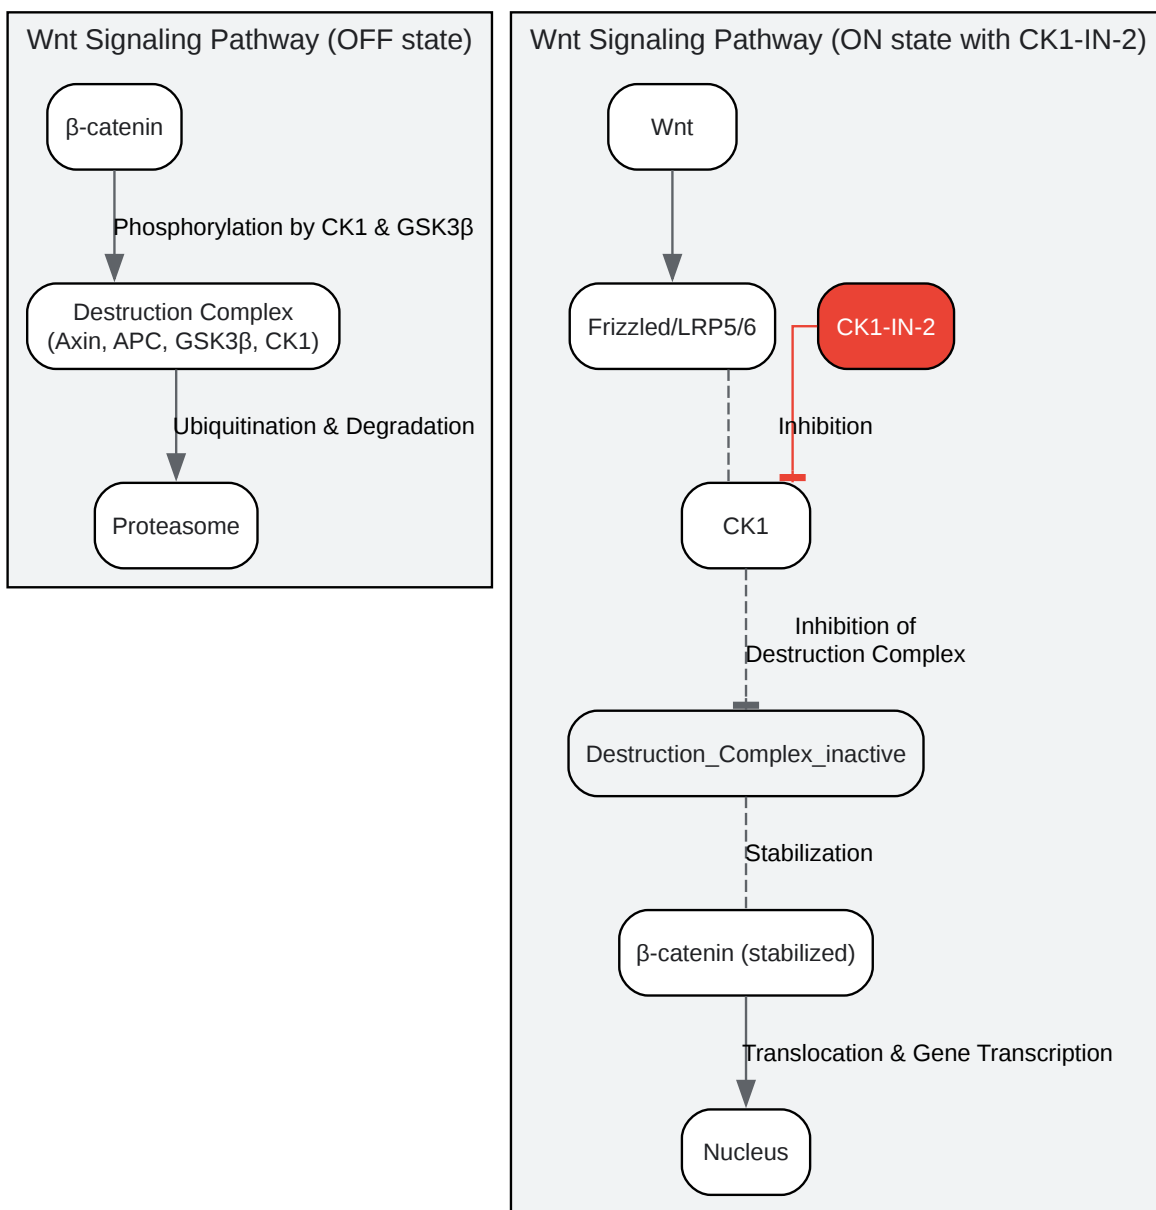 Wnt Signaling Pathway (OFF state)
β-catenin
Phosphorylation by CK1 & GSK3β
Destruction Complex
(Axin, APC, GSK3β, CK1)
Ubiquitination & Degradation
Proteasome
Wnt Signaling Pathway (ON state with CK1-IN-2)
Wnt
Frizzled/LRP5/6
CK1-IN-2
Inhibition
CK1
Inhibition of
Destruction Complex
Destruction_Complex_inactive
Stabilization
β-catenin (stabilized)
Translocation & Gene Transcription
Nucleus